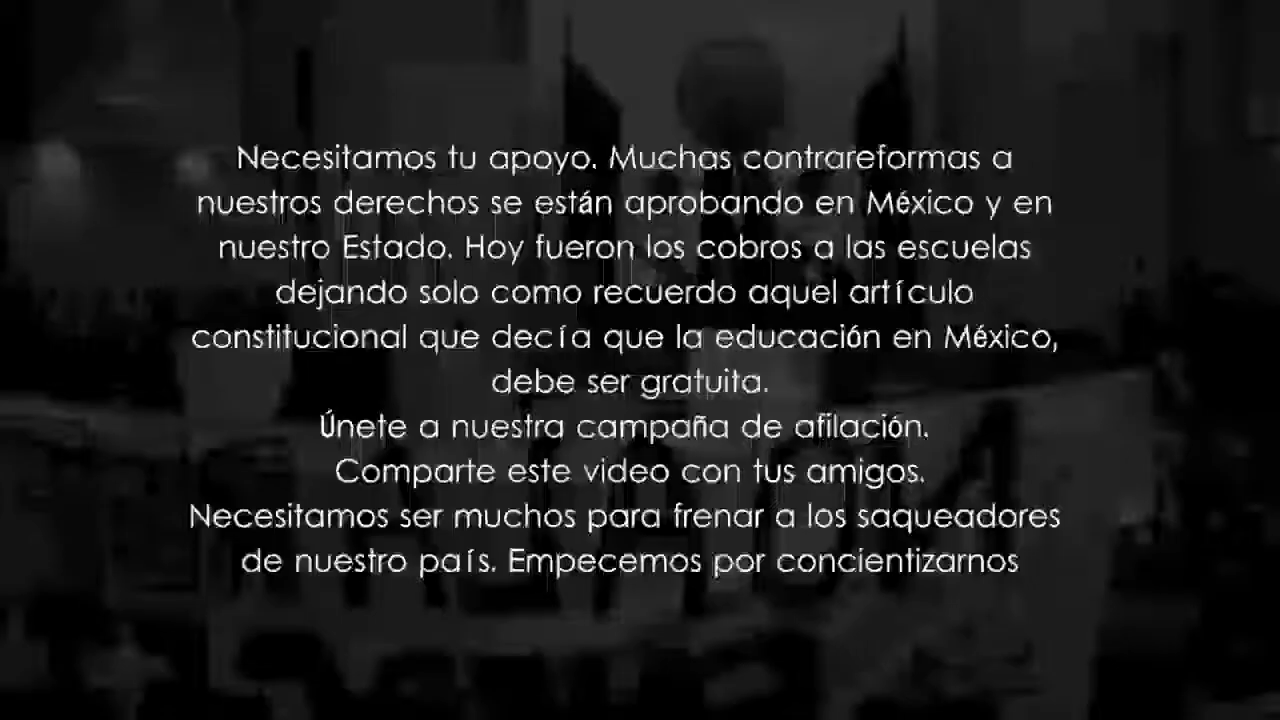 Necesitamos tu apoyo. Muchas contrareformas a
nuestros derechos se están aprobando en México y en
nuestro Estado. Hoy fueron los cobros a las escuelas
dejando solo como recuerdo aquel artículo
constitucional que decía que la educación en México,
debe ser gratuita.
Únete a nuestra campaña de afilación.
Comparte este video con tus amigos.
Necesitamos ser muchos para frenar a los saqueadores
de nuestro país. Empecemos por concientizarnos